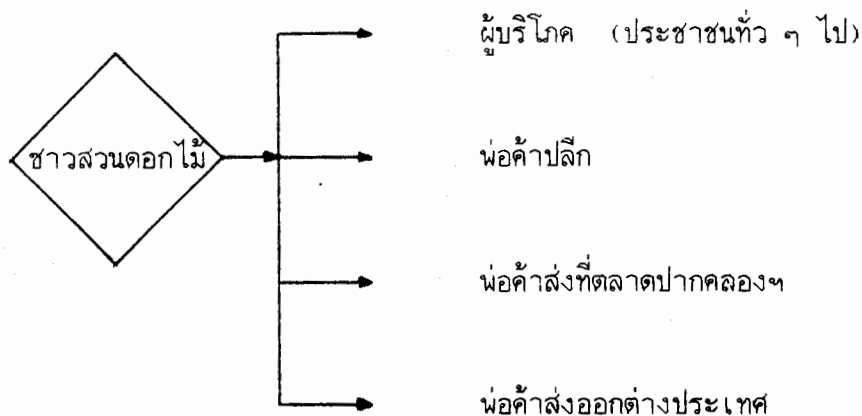 ผู้บริโภค (ประชาชนทั่ว ๆ ไป)
ชาวสวนดอกไม้
พ่อค้าปลีก
พ่อค้าส่งที่ตลาดปากคลองฯ
พ่อค้าส่งออกต่างประเทศ